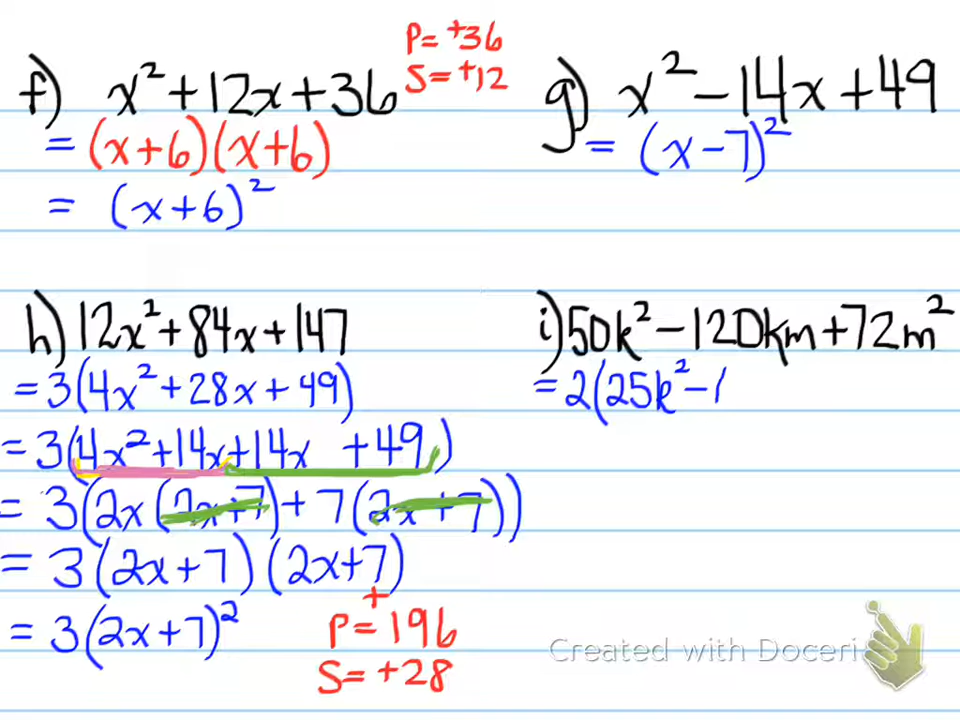 f) x² + 12x + 36
P = +36
S = +12
= (x + 6)(x + 6)
= (x + 6)²
g) x² - 14x + 49
= (x - 7)²
h) 12x² + 84x + 147
= 3(4x² + 28x + 49)
= 3(4x² + 14x + 14x + 49)
= 3(2x(2x + 7) + 7(2x + 7))
= 3(2x + 7)(2x + 7)
= 3(2x + 7)²
P = +196
S = +28
i) 50k² - 120km + 72m²
= 2(25k² - 1
Created with Doceri